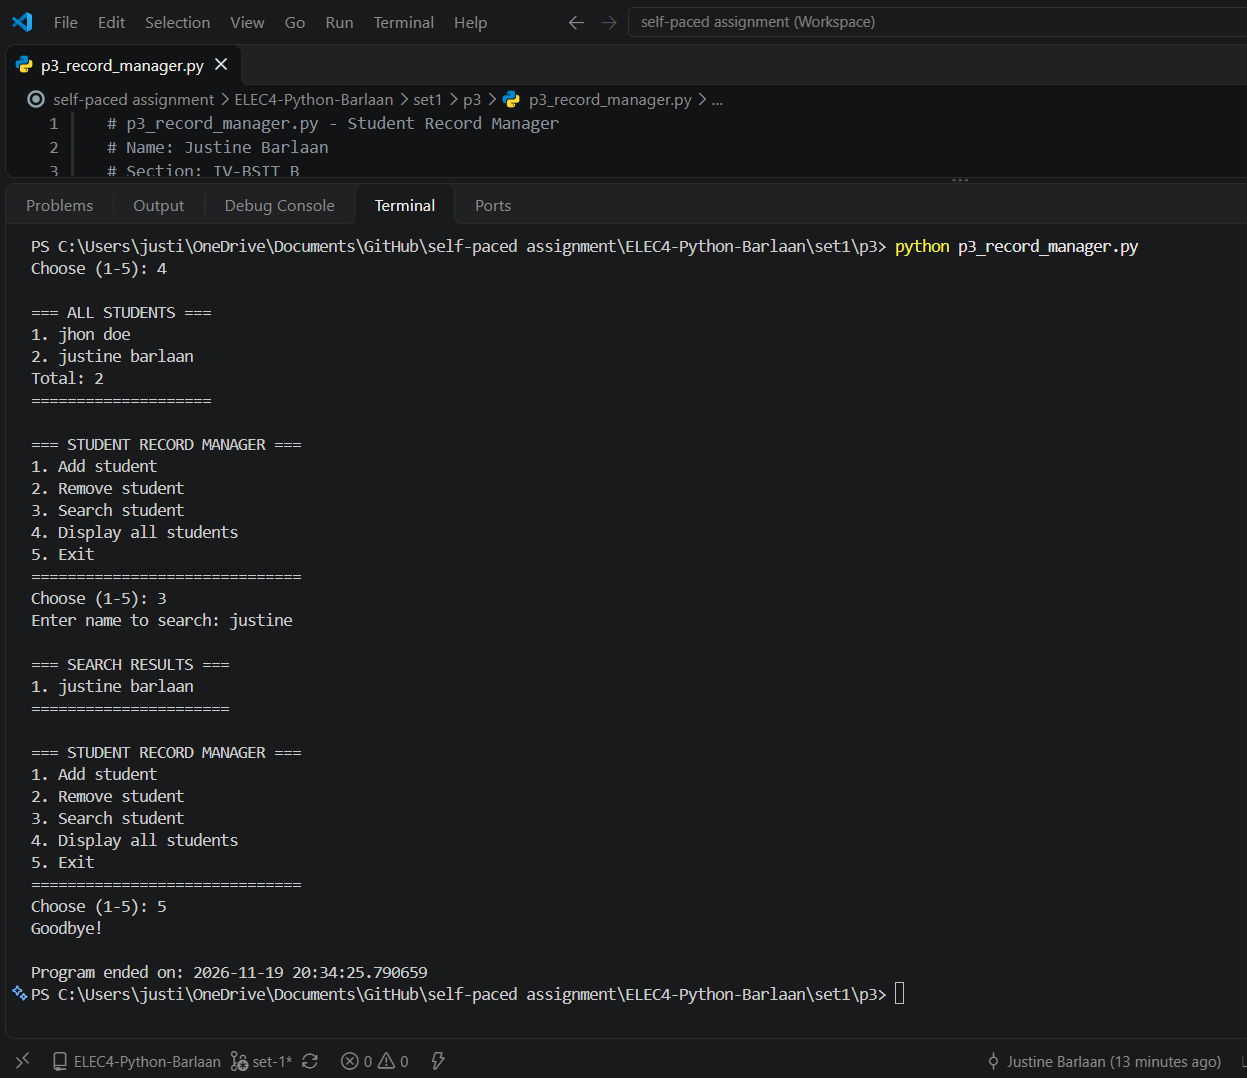 File Edit Selection View Go Run Terminal Help self-paced assignment (Workspace)
p3_record_manager.py
self-paced assignment > ELEC4-Python-Barlaan > set1 > p3 > p3_record_manager.py > ...
1 # p3_record_manager.py - Student Record Manager
2 # Name: Justine Barlaan
3 # Section: IV-BSIT B
Problems Output Debug Console Terminal Ports
PS C:\Users\justi\OneDrive\Documents\GitHub\self-paced assignment\ELEC4-Python-Barlaan\set1\p3> python p3_record_manager.py
Choose (1-5): 4
=== ALL STUDENTS ===
1. jhon doe
2. justine barlaan
Total: 2
====================
=== STUDENT RECORD MANAGER ===
1. Add student
2. Remove student
3. Search student
4. Display all students
5. Exit
==============================
Choose (1-5): 3
Enter name to search: justine
=== SEARCH RESULTS ===
1. justine barlaan
======================
=== STUDENT RECORD MANAGER ===
1. Add student
2. Remove student
3. Search student
4. Display all students
5. Exit
==============================
Choose (1-5): 5
Goodbye!
Program ended on: 2026-11-19 20:34:25.790659
PS C:\Users\justi\OneDrive\Documents\GitHub\self-paced assignment\ELEC4-Python-Barlaan\set1\p3>
ELEC4-Python-Barlaan set-1* 0 0 Justine Barlaan (13 minutes ago)